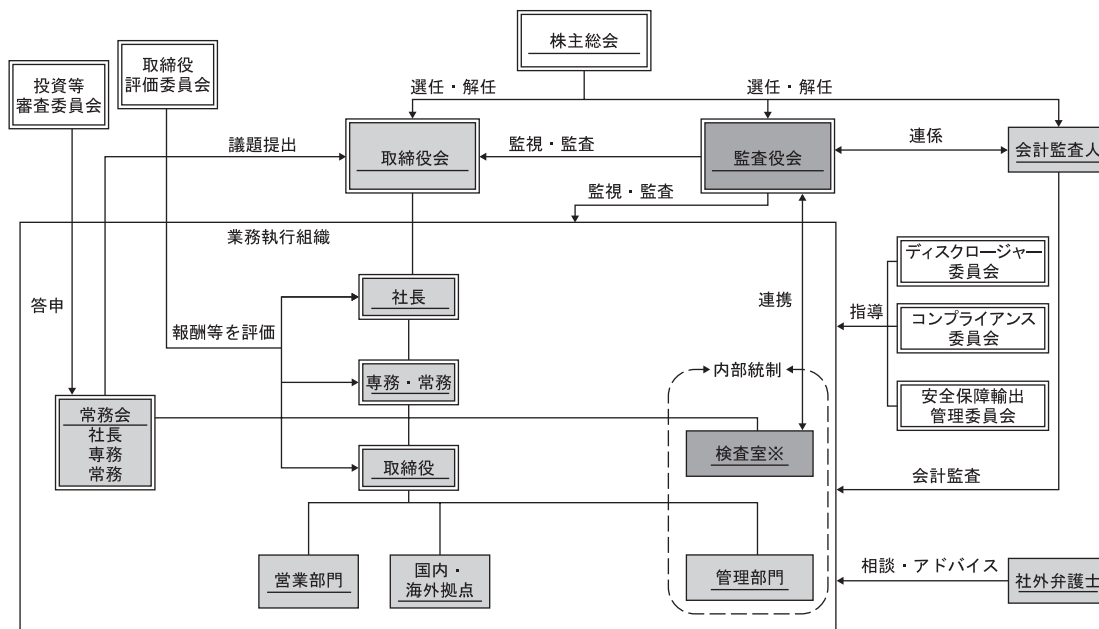 株主総会
取締役
評価委員会
投資等
審査委員会
選任・解任
選任・解任
議題提出
取締役会
監視・監査
監査役会
連係
会計監査人
監視・監査
業務執行組織
ディスクロージャー
委員会
答申
社長
連携
指導
コンプライアンス
委員会
報酬等を評価
内部統制
専務・常務
安全保障輸出
管理委員会
常務会
社長
専務
常務
検査室※
取締役
会計監査
営業部門
国内・
海外拠点
管理部門
相談・アドバイス
社外弁護士